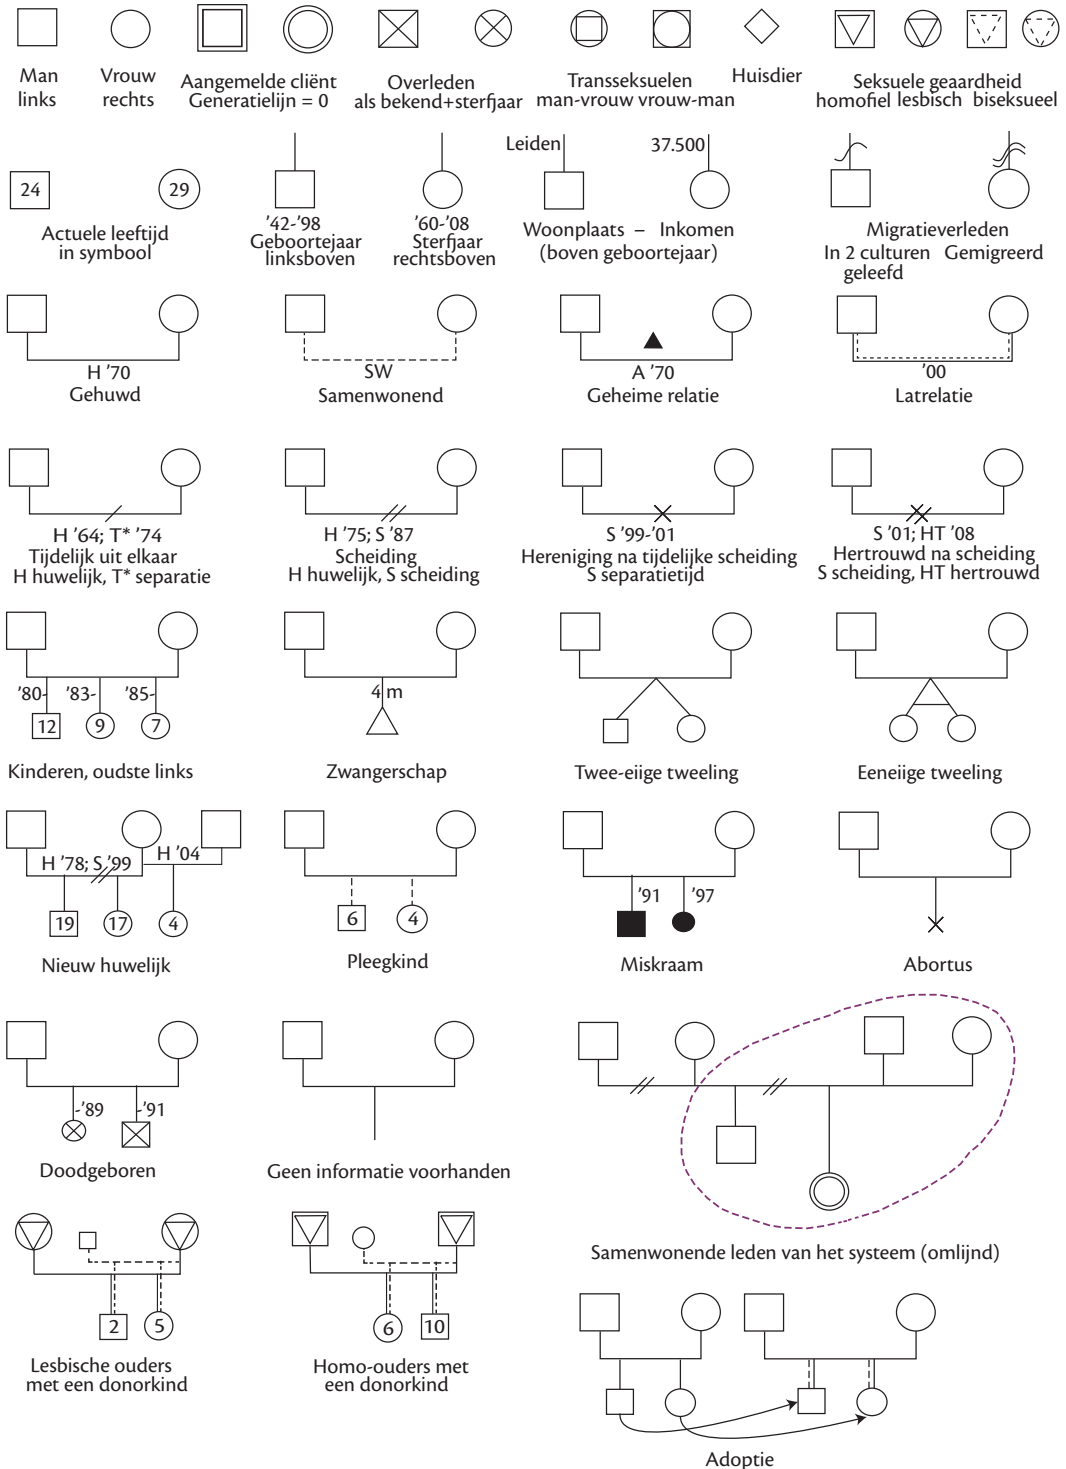 Man
links
Vrouw
rechts
Aangemelde cliënt
Generatielijn = 0
Overleden
als bekend+sterfjaar
Transseksuelen
man-vrouw vrouw-man
Huisdier
Seksuele geaardheid
homofiel lesbisch biseksueel
24
29
Actuele leeftijd
in symbool
'42-'98
Geboortejaar
linksboven
'60-'08
Sterfjaar
rechtsboven
Leiden
37.500
Woonplaats – Inkomen
(boven geboortejaar)
Migratieverleden
In 2 culturen Gemigreerd
geleefd
H '70
Gehuwd
SW
Samenwonend
A '70
Geheime relatie
'00
Latrelatie
H '64; T* '74
Tijdelijk uit elkaar
H huwelijk, T* separatie
H '75; S '87
Scheiding
H huwelijk, S scheiding
S '99-'01
Hereniging na tijdelijke scheiding
S separatietijd
S '01; HT '08
Hertrouwd na scheiding
S scheiding, HT hertrouwd
'80- '83- '85-
12 9 7
Kinderen, oudste links
4 m
Zwangerschap
Twee-eiige tweeling
Eeneiige tweeling
H '78; S '99 H '04
19 17 4
Nieuw huwelijk
6 4
Pleegkind
'91 '97
Miskraam
Abortus
-'89 -'91
Doodgeboren
Geen informatie voorhanden
Samenwonende leden van het systeem (omlijnd)
2 5
Lesbische ouders
met een donorkind
6 10
Homo-ouders met
een donorkind
Adoptie